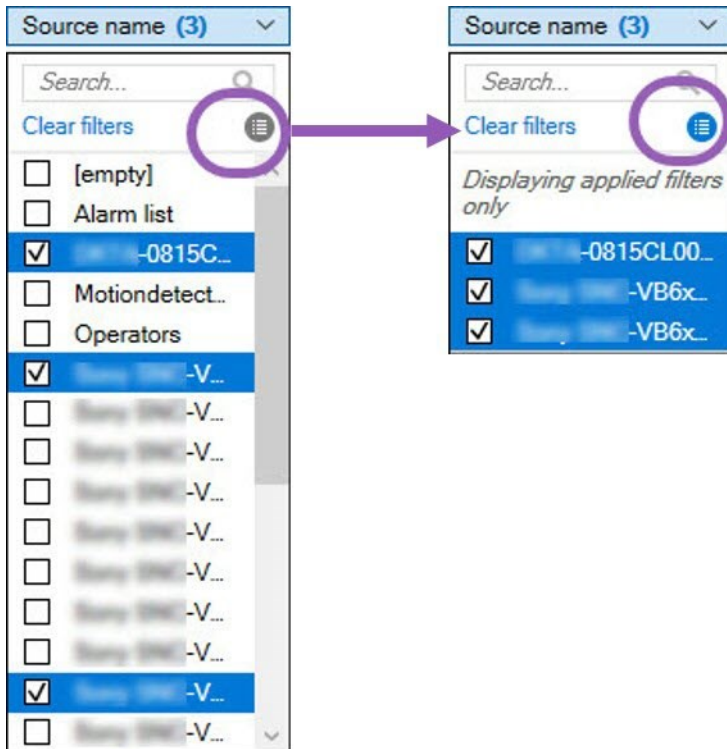 Source name (3)
Search...
Clear filters
[empty]
Alarm list
-0815C...
Motiondetect...
Operators
-V...
-V...
-V...
-V...
-V...
-V...
-V...
-V...
-V...
-V...
Source name (3)
Search...
Clear filters
Displaying applied filters
only
-0815CL00...
-VB6x...
-VB6x...